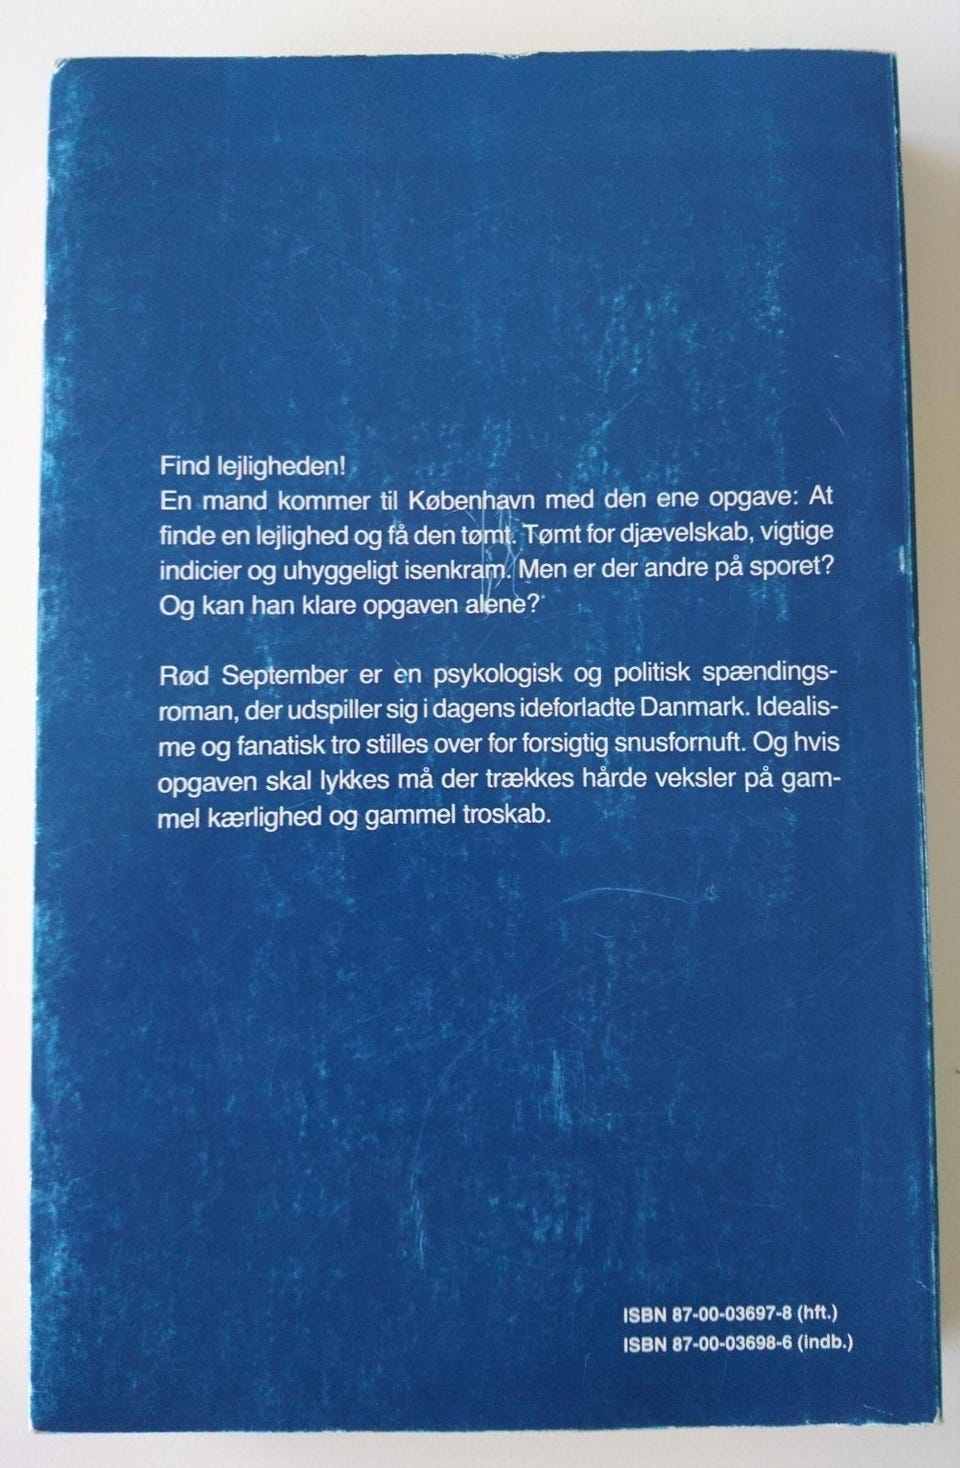 Find lejligheden!
En mand kommer til København med den ene opgave: At
finde en lejlighed og få den tømt. Tømt for djævelskab, vigtige
indicier og uhyggeligt isenkram. Men er der andre på sporet?
Og kan han klare opgaven alene?
Rød September er en psykologisk og politisk spændings-
roman, der udspiller sig i dagens ideforladte Danmark. Idealis-
me og fanatisk tro stilles over for forsigtig snusfornuft. Og hvis
opgaven skal lykkes må der trækkes hårde veksler på gam-
mel kærlighed og gammel troskab.
ISBN 87-00-03697-8 (hft.)
ISBN 87-00-03698-6 (indb.)